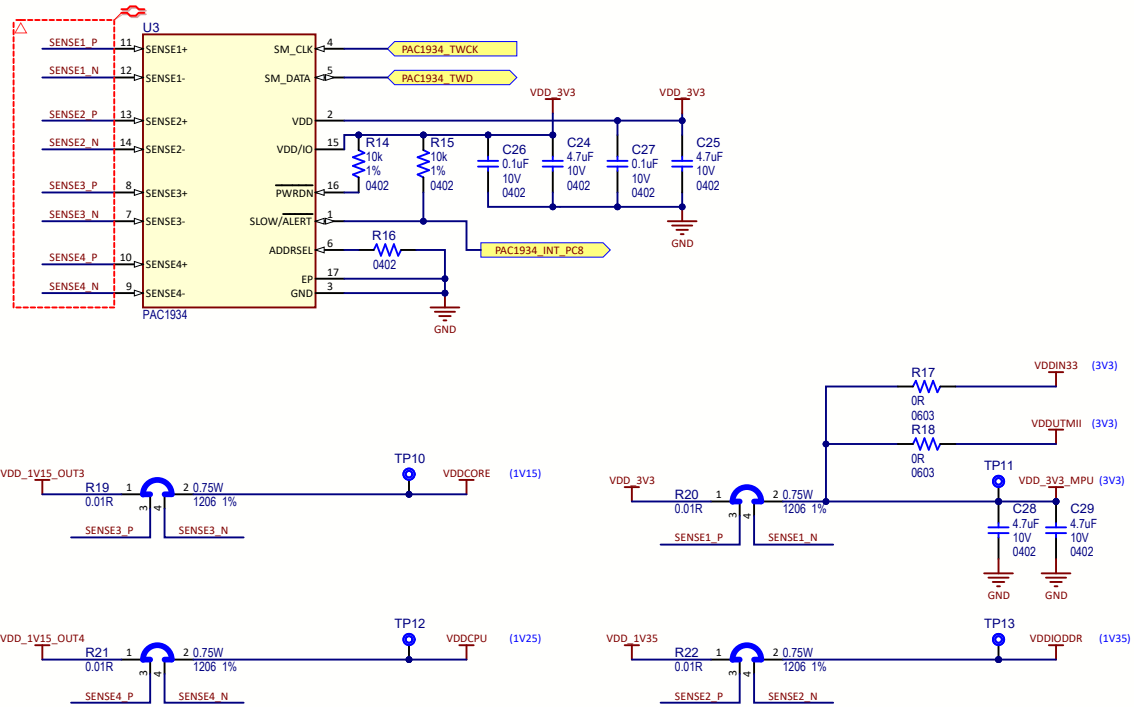 U3
SENSE1_P 11 SENSE1+ SM_CLK 4 PAC1934_TWCK
SENSE1_N 12 SENSE1- SM_DATA 5 PAC1934_TWD
VDD_3V3 VDD_3V3
SENSE2_P 13 SENSE2+ VDD 2
SENSE2_N 14 SENSE2- VDD/IO 15
R14
10k
1%
0402
R15
10k
1%
0402
C26
0.1uF
10V
0402
C24
4.7uF
10V
0402
C27
0.1uF
10V
0402
C25
4.7uF
10V
0402
SENSE3_P 8 SENSE3+ PWRDN 16
SENSE3_N 7 SENSE3- SLOW/ALERT 1
GND
PAC1934_INT_PC8
ADDRSEL 6
R16
0402
SENSE4_P 10 SENSE4+
EP 17
SENSE4_N 9 SENSE4- GND 3
PAC1934
GND
R17
0R
0603
VDDIN33 (3V3)
R18
0R
0603
VDDUTMII (3V3)
VDD_1V15_OUT3
R19
0.01R
1 2
3 4
0.75W
1206 1%
TP10
VDDCORE (1V15)
SENSE3_P SENSE3_N
VDD_3V3
R20
0.01R
1 2
3 4
0.75W
1206 1%
TP11
VDD_3V3_MPU (3V3)
SENSE1_P SENSE1_N
C28
4.7uF
10V
0402
C29
4.7uF
10V
0402
GND GND
VDD_1V15_OUT4
R21
0.01R
1 2
3 4
0.75W
1206 1%
TP12
VDDCPU (1V25)
SENSE4_P SENSE4_N
VDD_1V35
R22
0.01R
1 2
3 4
0.75W
1206 1%
TP13
VDDIODDR (1V35)
SENSE2_P SENSE2_N